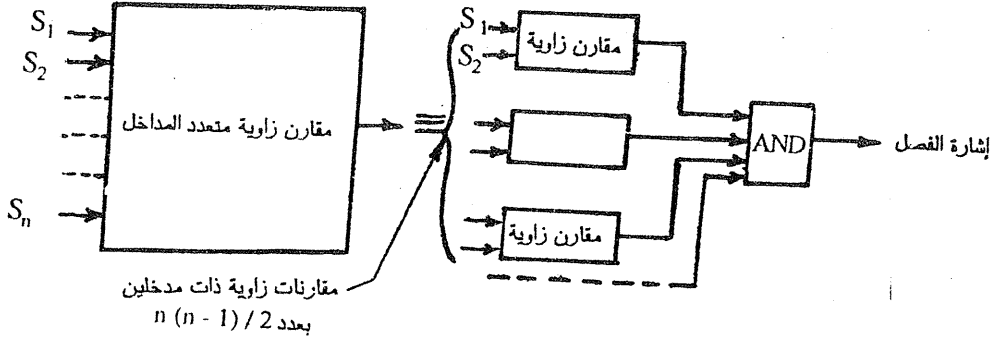 S1
S2
Sn
مقارن زاوية متعدد المداخل
S1
S2
مقارن زاوية
مقارن زاوية
AND
إشارة الفصل
مقارنات زاوية ذات مدخلين
بعدد n (n - 1) / 2